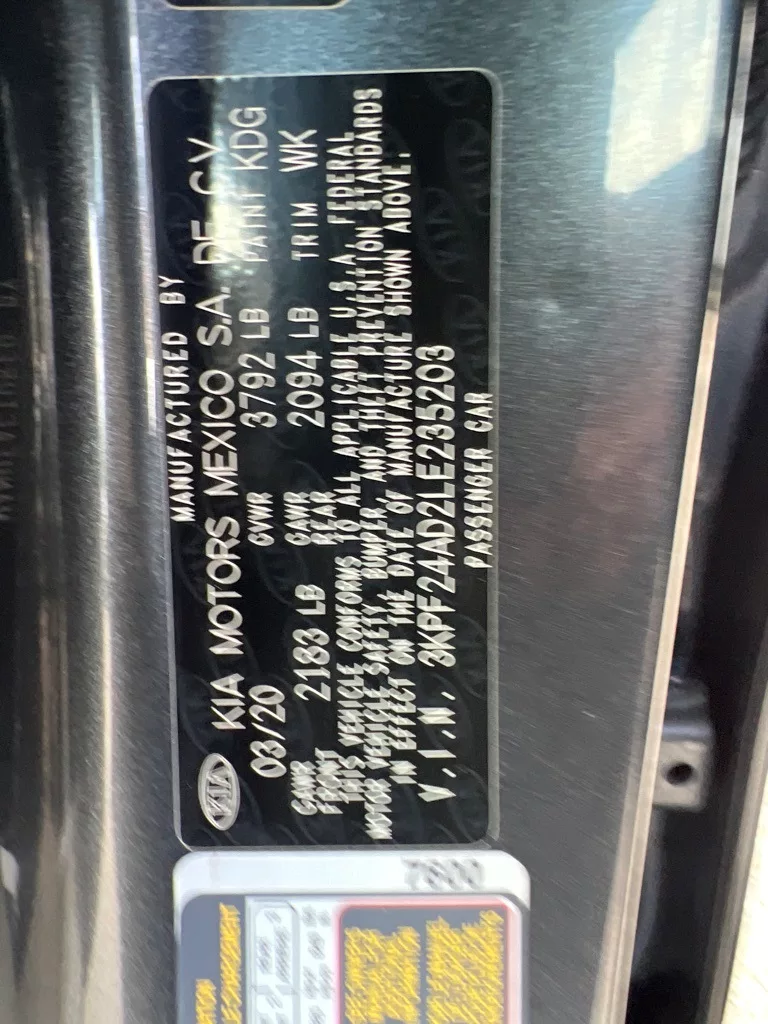 MANUFACTURED BY
KIA KIA MOTORS MEXICO S.A. DE C.V.
03/20 GVWR 3792 LB PAINT KDG
GAWR FRONT 2183 LB GAWR REAR 2094 LB TRIM WK
THIS VEHICLE CONFORMS TO ALL APPLICABLE U.S.A. FEDERAL
MOTOR VEHICLE SAFETY, BUMPER, AND THEFT PREVENTION STANDARDS
IN EFFECT ON THE DATE OF MANUFACTURE SHOWN ABOVE.
V.I.N. 3KPF24AD2LE235203
PASSENGER CAR
7800